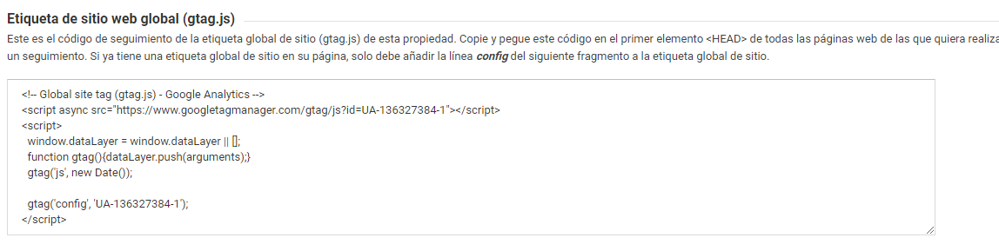 Etiqueta de sitio web global (gtag.js)
Este es el código de seguimiento de la etiqueta global de sitio (gtag.js) de esta propiedad. Copie y pegue este código en el primer elemento <HEAD> de todas las páginas web de las que quiera realiza
un seguimiento. Si ya tiene una etiqueta global de sitio en su página, solo debe añadir la línea config del siguiente fragmento a la etiqueta global de sitio.
<!-- Global site tag (gtag.js) - Google Analytics -->
<script async src="https://www.googletagmanager.com/gtag/js?id=UA-136327384-1"></script>
<script>
window.dataLayer = window.dataLayer || [];
function gtag(){dataLayer.push(arguments);}
gtag('js', new Date());
gtag('config', 'UA-136327384-1');
</script>